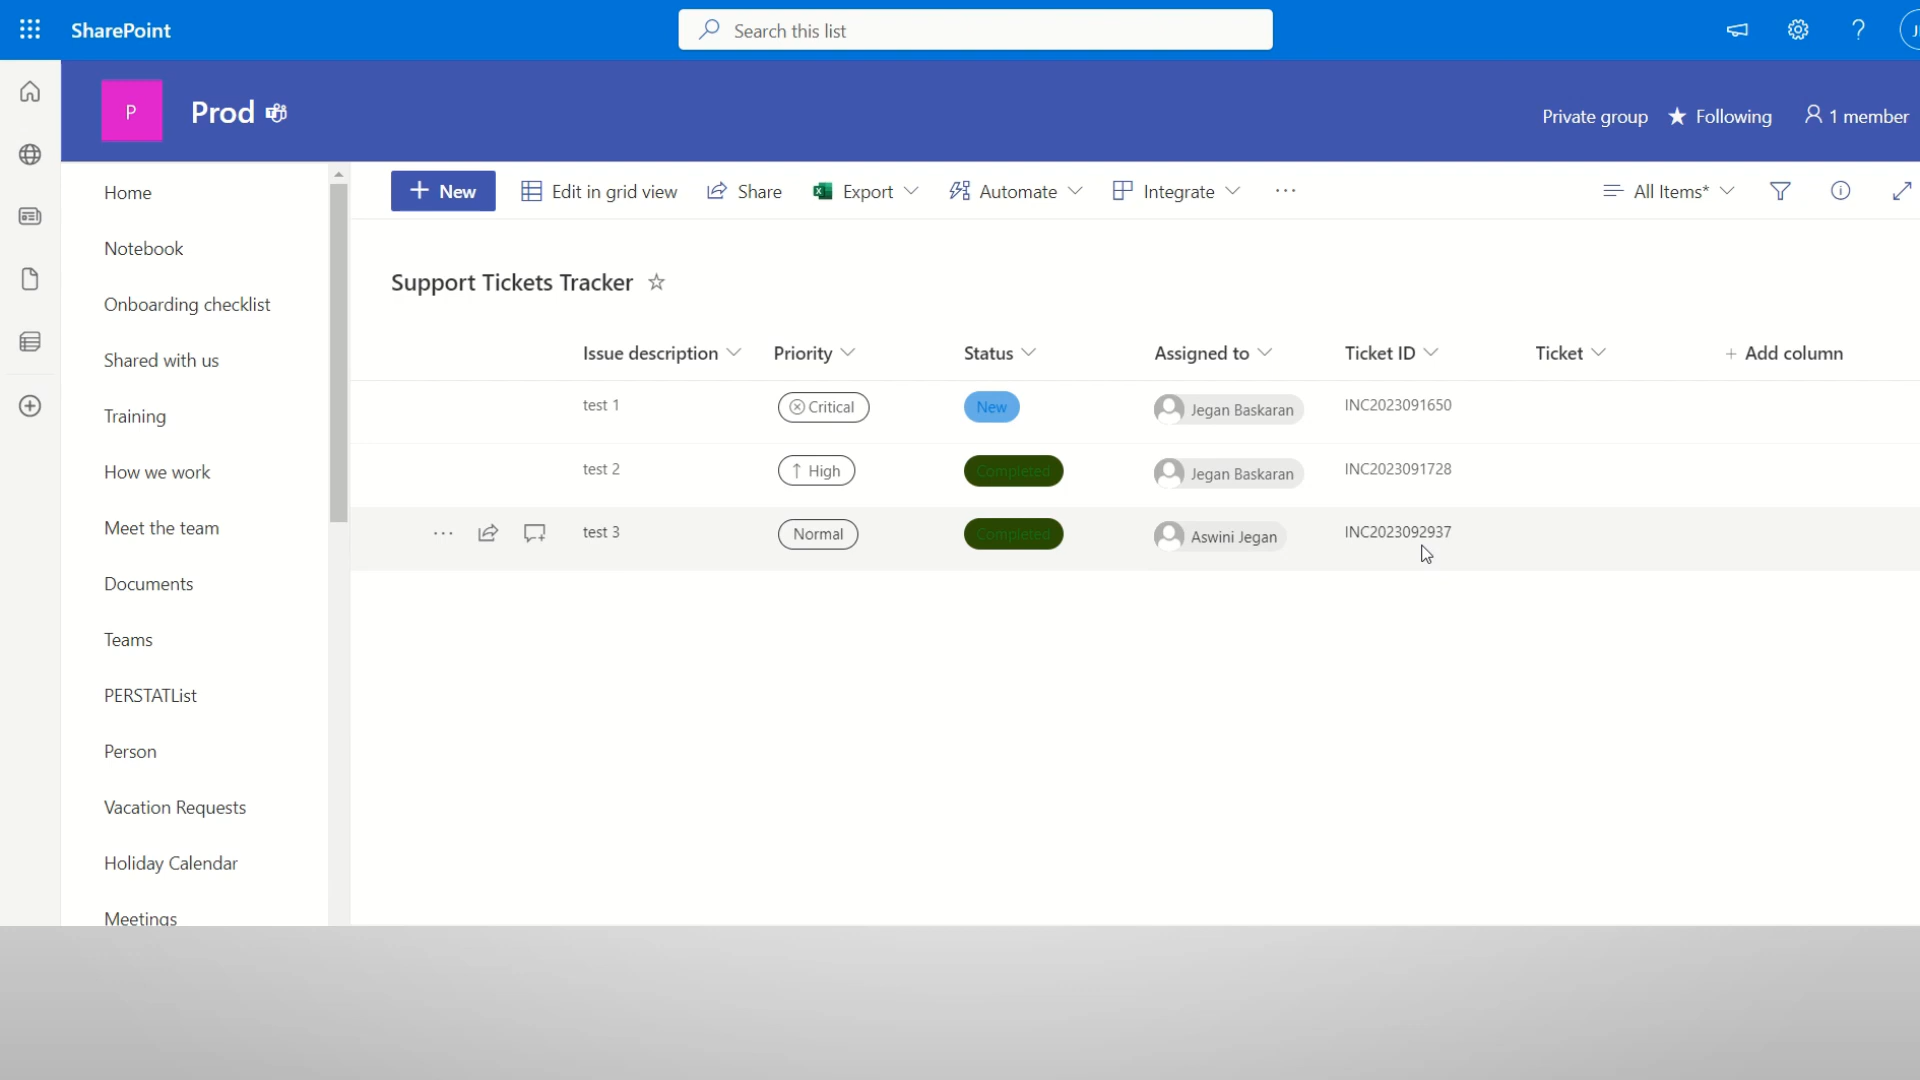 SharePoint
Search this list
P
Prod
Private group
Following
1 member
Home
Notebook
Onboarding checklist
Shared with us
Training
How we work
Meet the team
Documents
Teams
PERSTATList
Person
Vacation Requests
Holiday Calendar
Meetings
New
Edit in grid view
Share
Export
Automate
Integrate
All Items*
Support Tickets Tracker
Issue description Priority Status Assigned to Ticket ID Ticket + Add column
test 1 Critical New Jegan Baskaran INC2023091650
test 2 High Completed Jegan Baskaran INC2023091728
test 3 Normal Completed Aswini Jegan INC2023092937